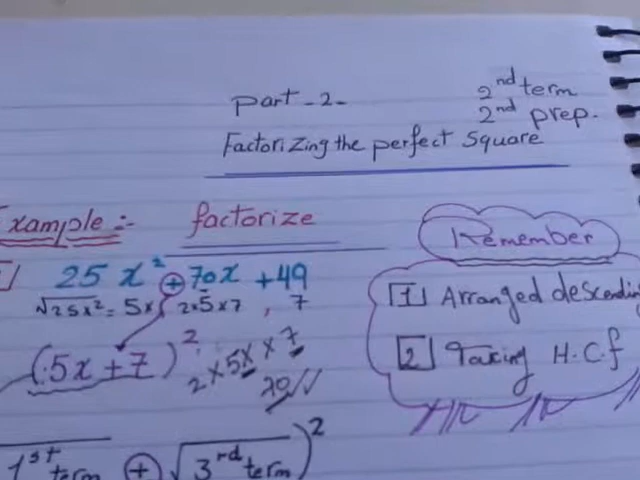 Part -2-
2nd term
2nd prep.
Factorizing the perfect Square
Example :-
factorize
Remember
25 x² + 70x + 49
√25x² = 5x, 2×5×7, 7
1 Arranged descending
(5x + 7)²
2 × 5x × 7
70
2 Taking H.C.f
1st term + √3rd term)²